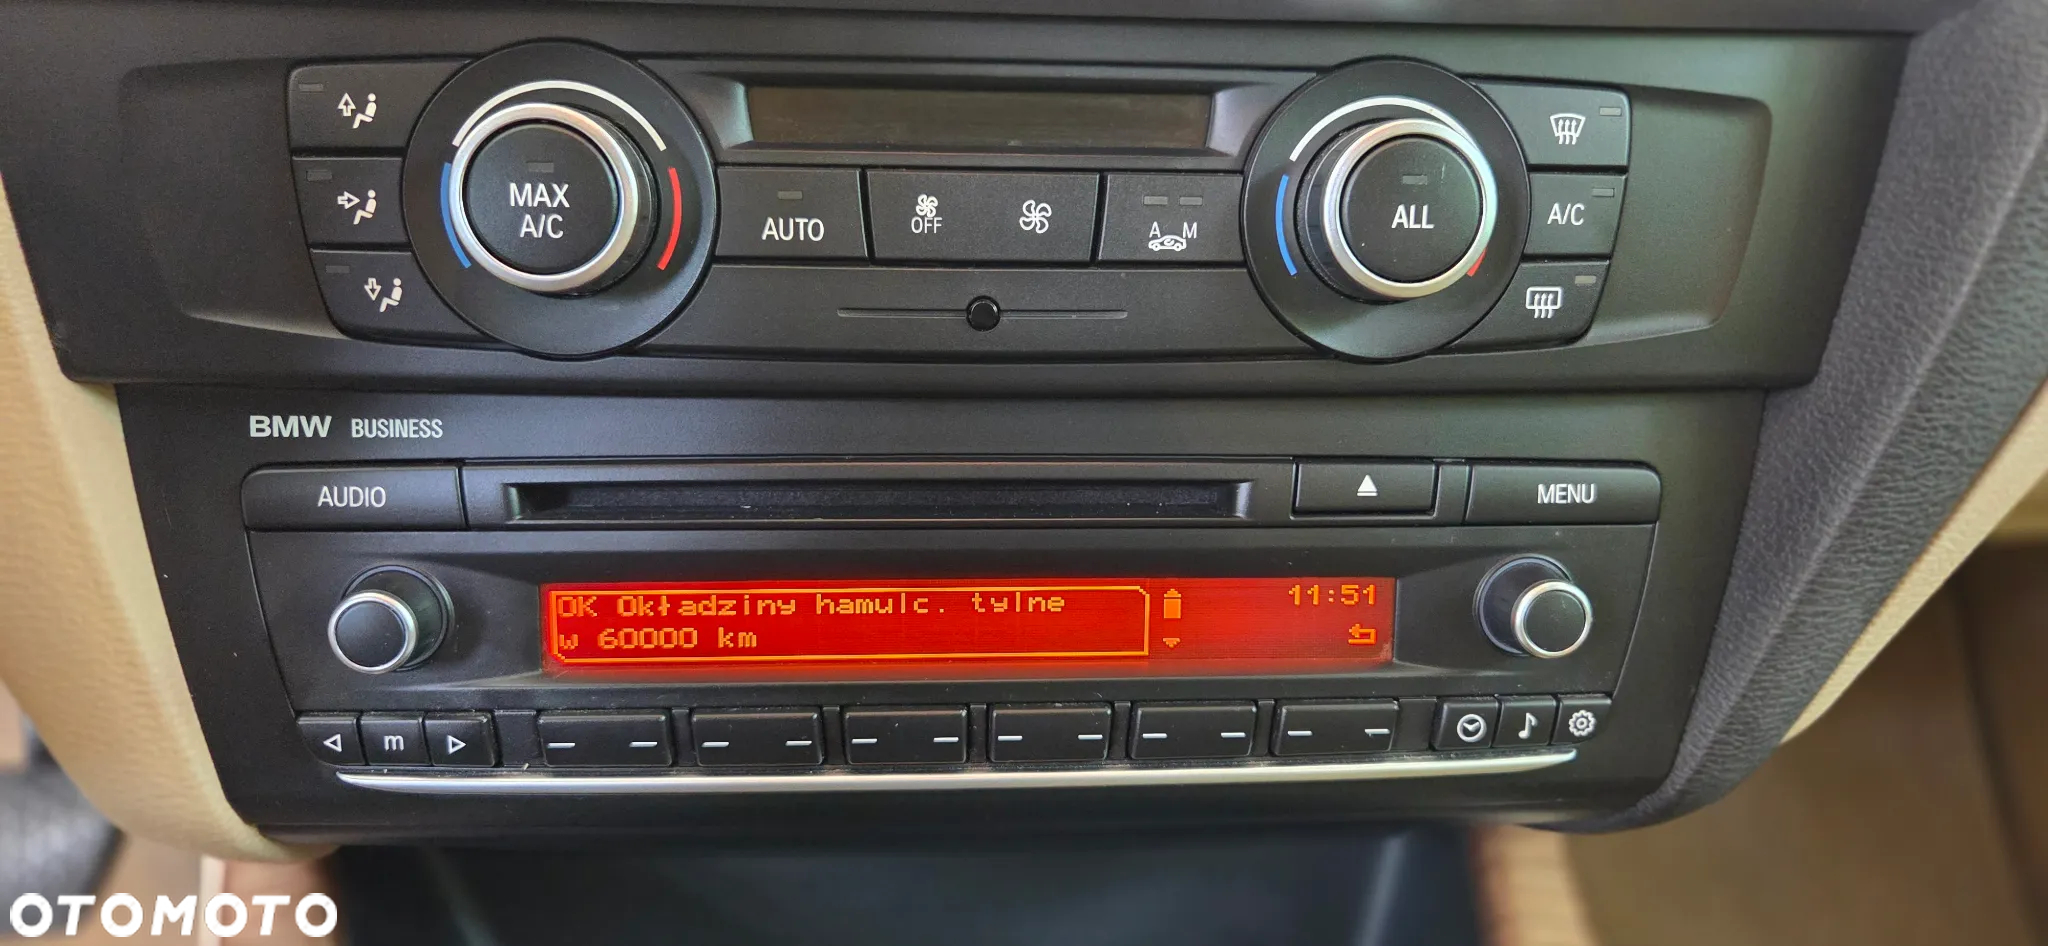 MAX
A/C
AUTO
OFF
A M
ALL
A/C
BMW BUSINESS
AUDIO
MENU
OK Okładziny hamulc. tylne
w 60000 km
11:51
m
OTOMOTO